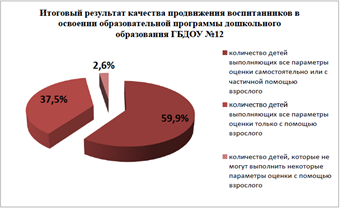 Итоговый результат качества продвижения воспитанников в
освоении образовательной программы дошкольного
образования ГБДОУ №12
2,6%
37,5%
59,9%
количество детей
выполняющих все параметры
оценки самостоятельно или с
частичной помощью
взрослого
количество детей
выполняющих все параметры
оценки только с помощью
взрослого
количество детей, которые не
могут выполнить некоторые
параметры оценки с помощью
взрослого